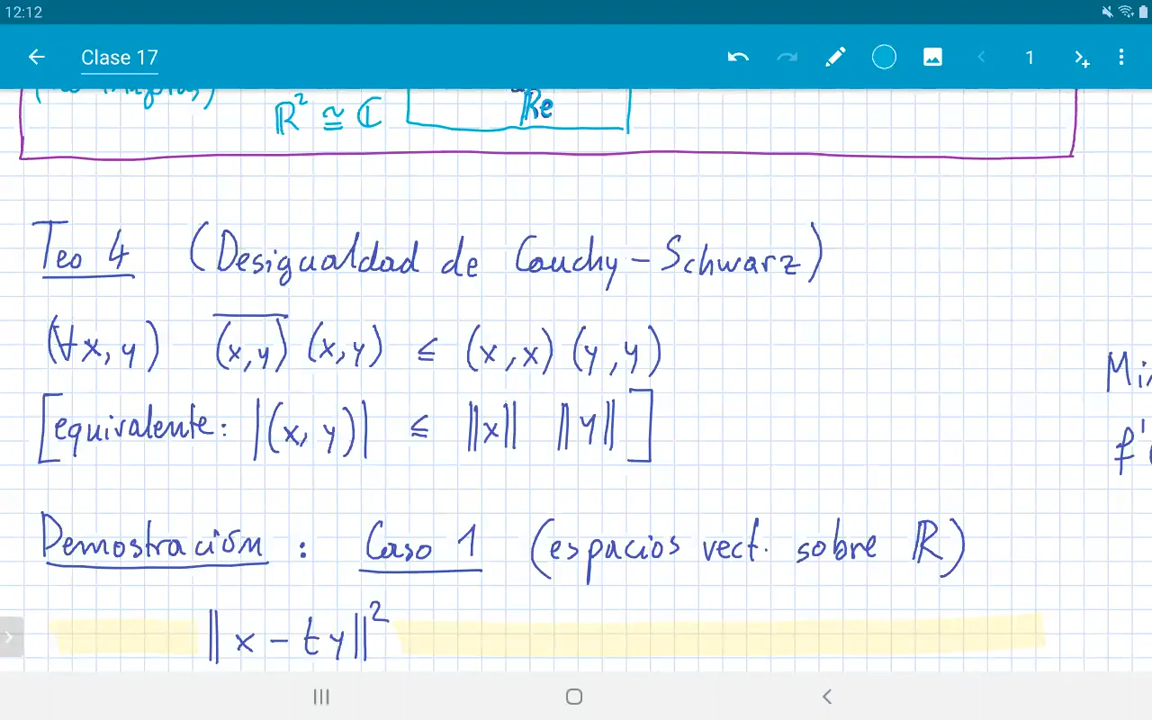 12:12
Clase 17
1
ℝ² ≅ ℂ
Re
Teo 4 (Desigualdad de Cauchy-Schwarz)
(∀x,y) \overline{(x,y)} (x,y) ≤ (x,x) (y,y)
[equivalente: |(x,y)| ≤ ‖x‖ ‖y‖]
Demostración: Caso 1 (espacios vect. sobre ℝ)
‖x - ty‖²